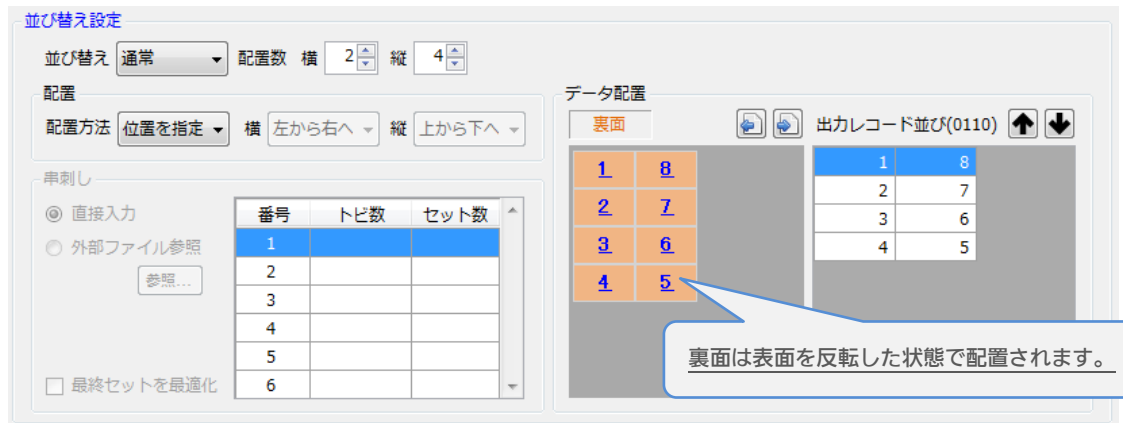 並び替え設定
並び替え 通常 配置数 横 2 縦 4
配置
配置方法 位置を指定 横 左から右へ 縦 上から下へ
串刺し
直接入力
外部ファイル参照
参照...
最終セットを最適化
番号 トビ数 セット数
1
2
3
4
5
6
データ配置
裏面 出力レコード並び(0110)
1 8
2 7
3 6
4 5
1 8
2 7
3 6
4 5
裏面は表面を反転した状態で配置されます。